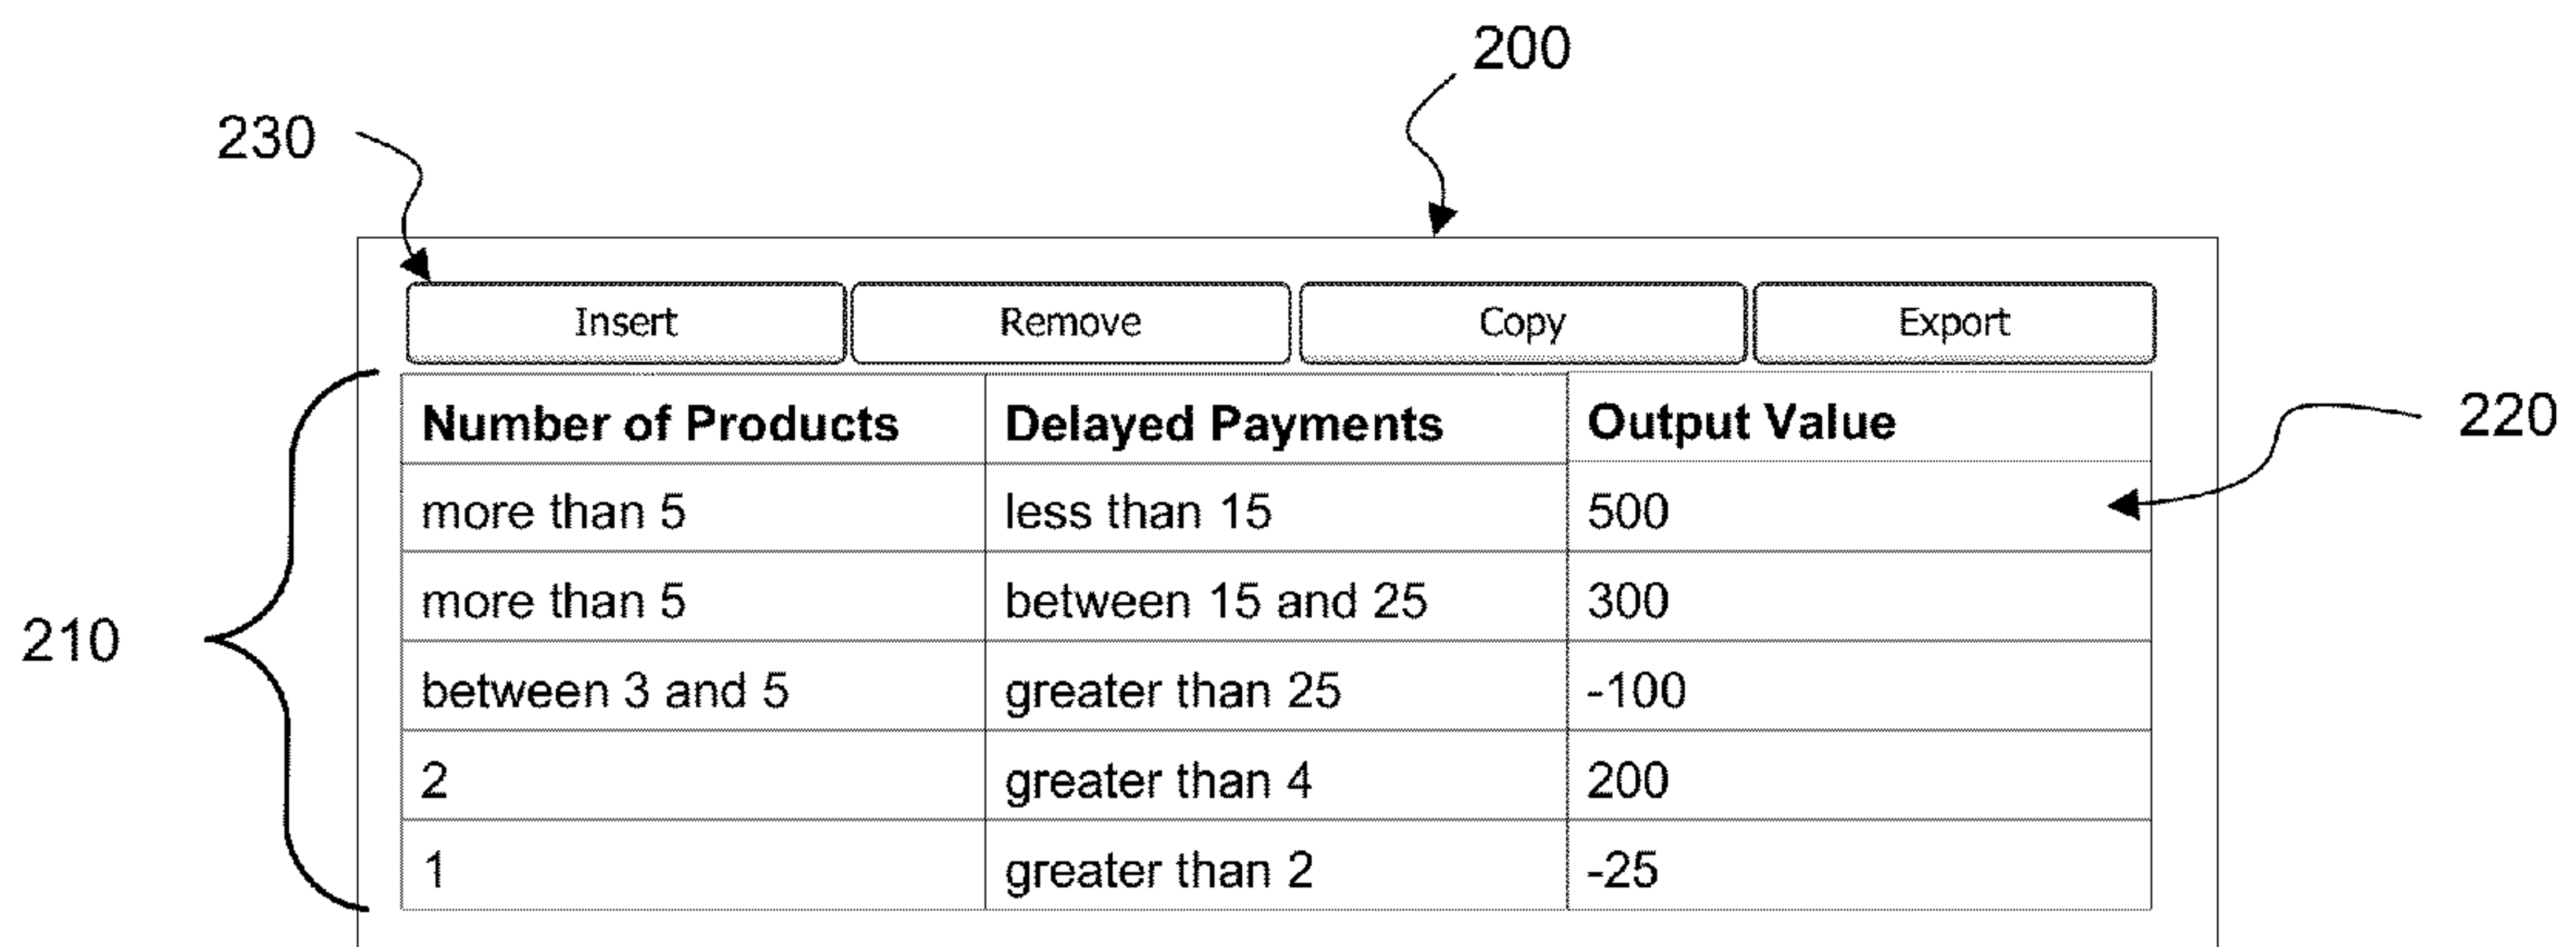 200
230
Insert Remove Copy Export
Number of Products Delayed Payments Output Value
220
more than 5 less than 15 500
more than 5 between 15 and 25 300
210
between 3 and 5 greater than 25 -100
2 greater than 4 200
1 greater than 2 -25